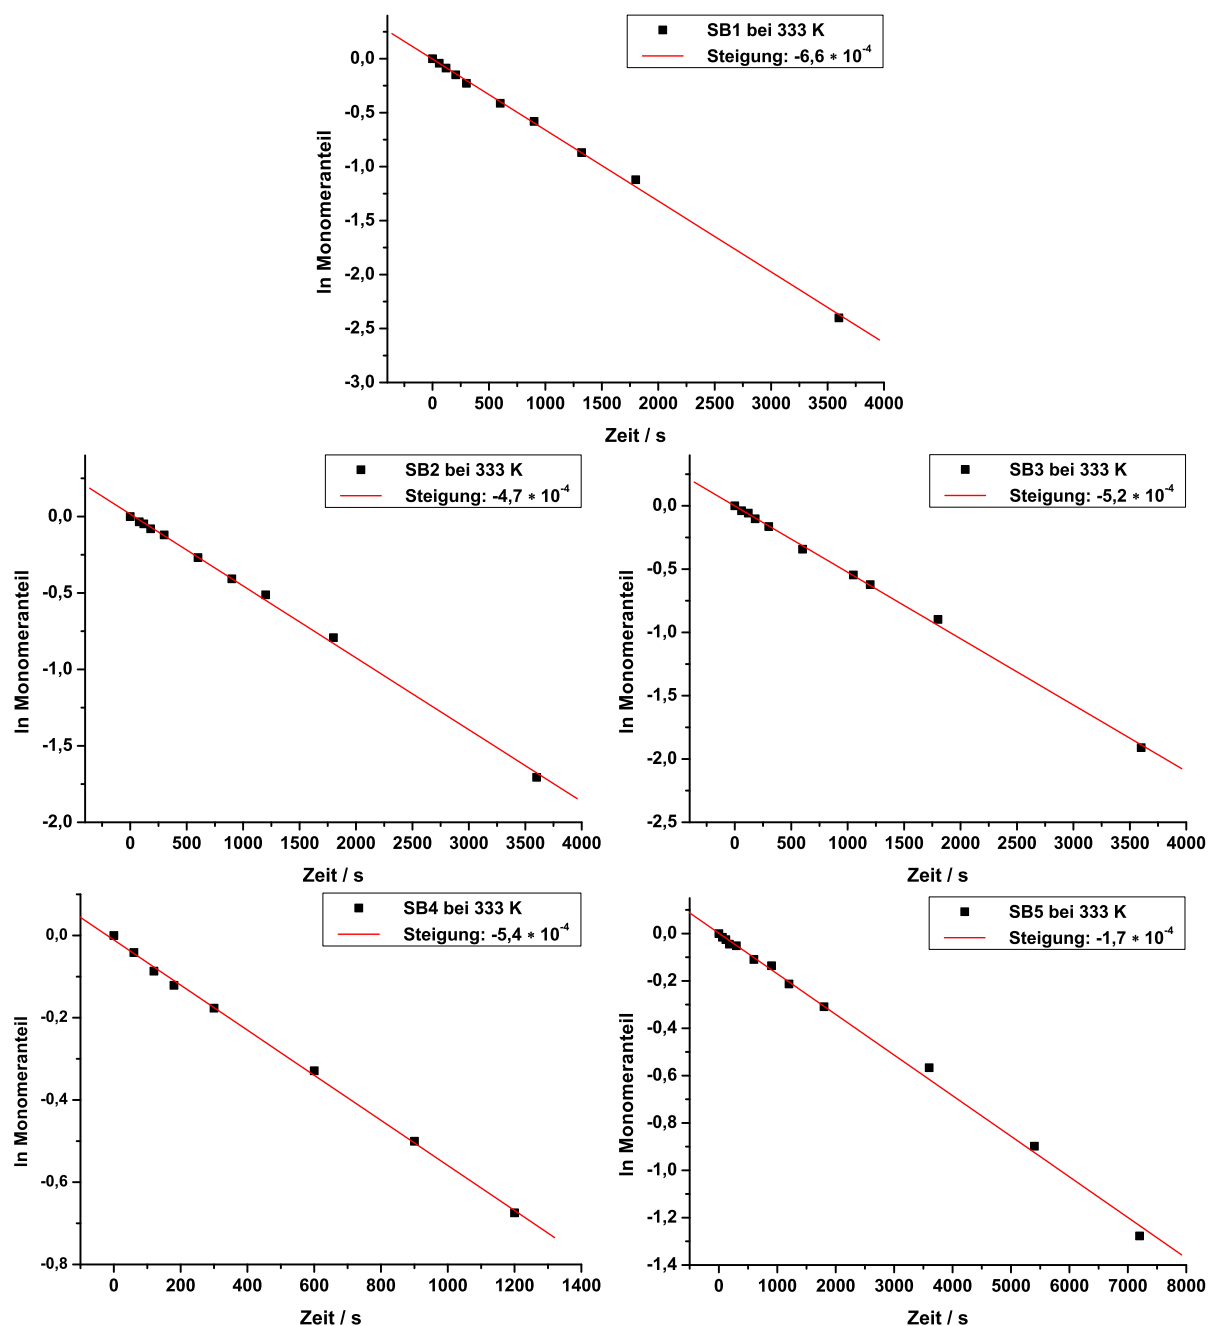 SB1 bei 333 K
Steigung: -6,6 * 10-4
0,0
-0,5
-1,0
-1,5
-2,0
-2,5
-3,0
ln Monomeranteil
0 500 1000 1500 2000 2500 3000 3500 4000
Zeit / s
SB2 bei 333 K
Steigung: -4,7 * 10-4
0,0
-0,5
-1,0
-1,5
-2,0
ln Monomeranteil
0 500 1000 1500 2000 2500 3000 3500 4000
Zeit / s
SB3 bei 333 K
Steigung: -5,2 * 10-4
0,0
-0,5
-1,0
-1,5
-2,0
-2,5
ln Monomeranteil
0 500 1000 1500 2000 2500 3000 3500 4000
Zeit / s
SB4 bei 333 K
Steigung: -5,4 * 10-4
0,0
-0,2
-0,4
-0,6
-0,8
ln Monomeranteil
0 200 400 600 800 1000 1200 1400
Zeit / s
SB5 bei 333 K
Steigung: -1,7 * 10-4
0,0
-0,2
-0,4
-0,6
-0,8
-1,0
-1,2
-1,4
ln Monomeranteil
0 1000 2000 3000 4000 5000 6000 7000 8000
Zeit / s